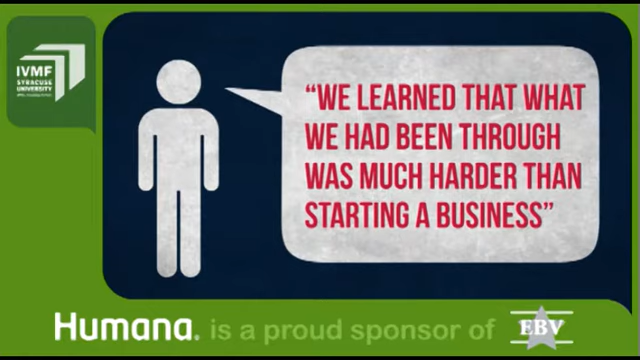 IVMF
SYRACUSE
UNIVERSITY
“WE LEARNED THAT WHAT
WE HAD BEEN THROUGH
WAS MUCH HARDER THAN
STARTING A BUSINESS”
Humana. is a proud sponsor of EBV